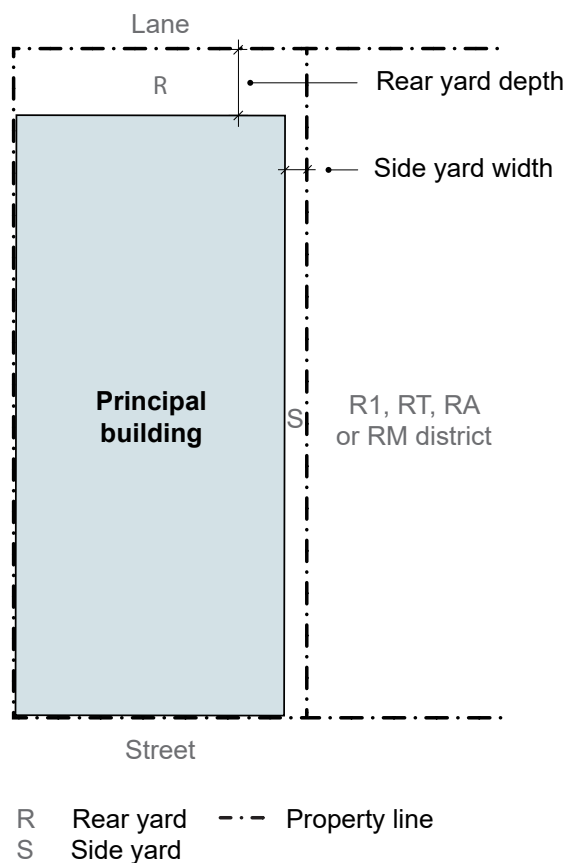 Lane
R
Rear yard depth
Side yard width
Principal
building
S
R1, RT, RA
or RM district
Street
R Rear yard Property line
S Side yard